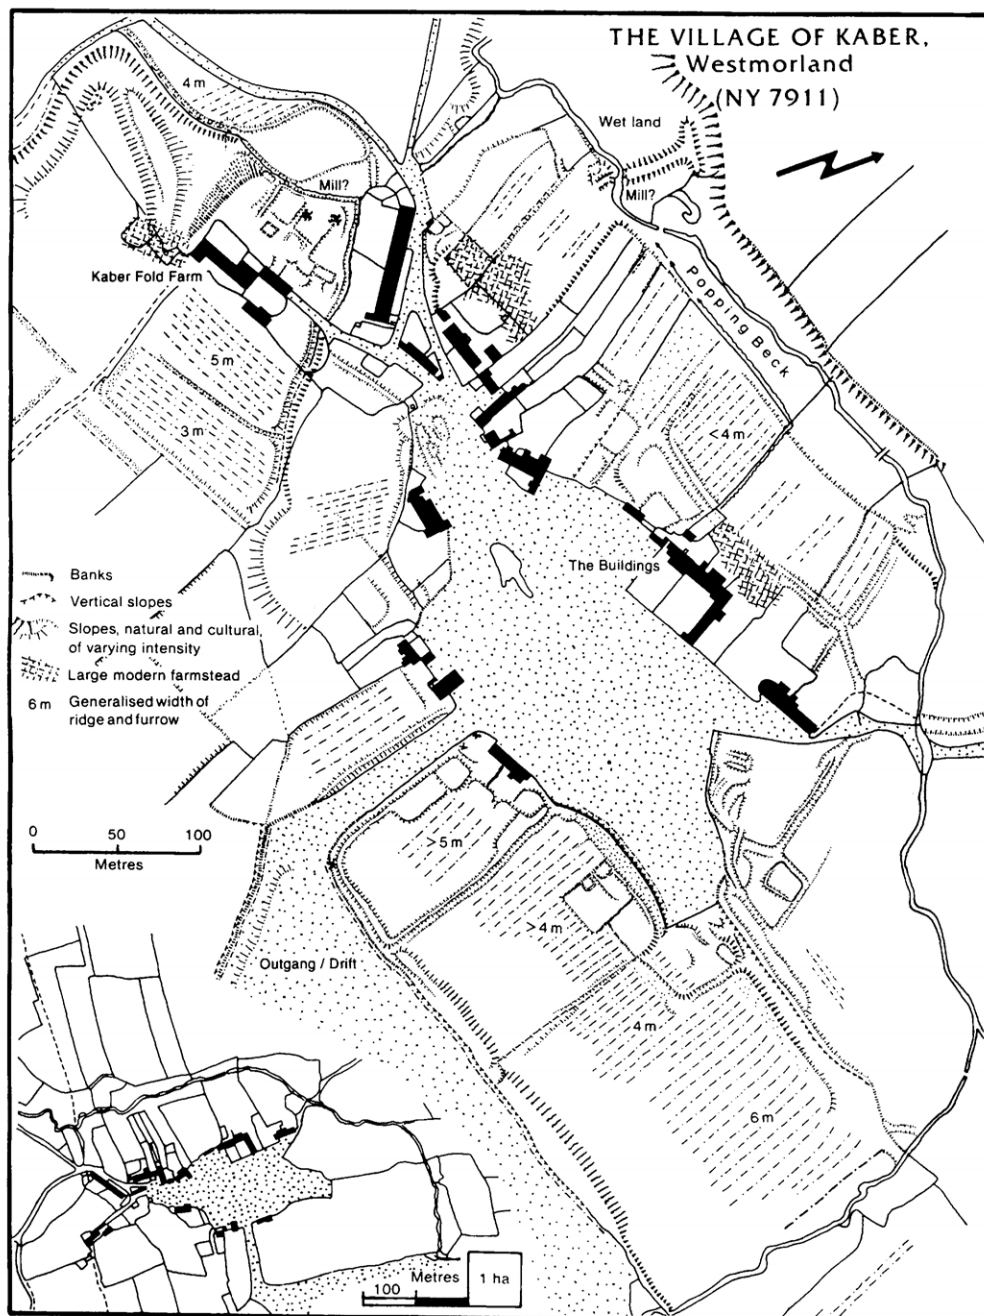 THE VILLAGE OF KABER,
Westmorland
(NY 7911)
4 m
Wet land
Mill?
Mill?
Kaber Fold Farm
Popping Beck
5 m
3 m
<4 m
The Buildings
Banks
Vertical slopes
Slopes, natural and cultural
of varying intensity
Large modern farmstead
6 m Generalised width of
ridge and furrow
0 50 100
Metres
>5 m
>4 m
Outgang / Drift
4 m
6 m
Metres
100
1 ha